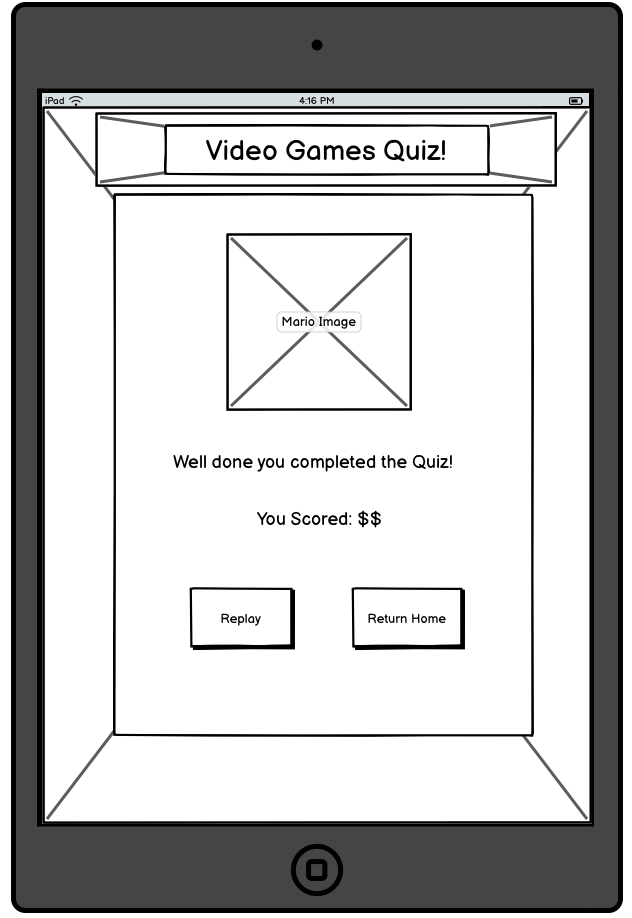 iPad 4:16 PM
Video Games Quiz!
Mario Image
Well done you completed the Quiz!
You Scored: $$
Replay Return Home